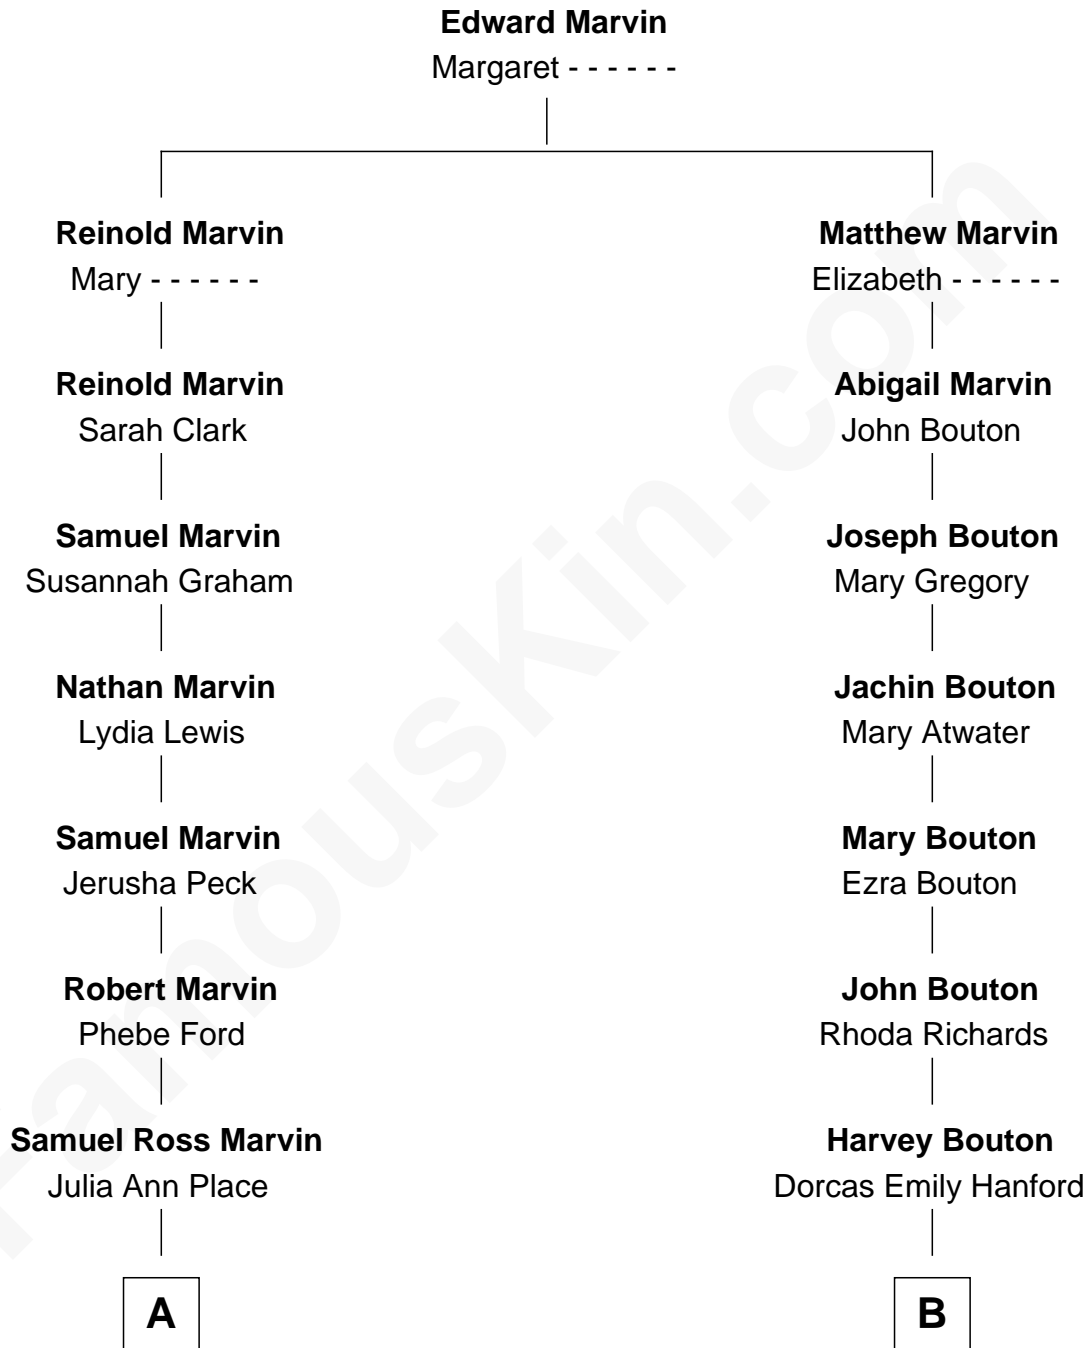 Edward Marvin
Margaret - - - - - -
Reinold Marvin
Mary - - - - - -
Matthew Marvin
Elizabeth - - - - - -
Reinold Marvin
Sarah Clark
Abigail Marvin
John Bouton
Samuel Marvin
Susannah Graham
Joseph Bouton
Mary Gregory
Nathan Marvin
Lydia Lewis
Jachin Bouton
Mary Atwater
Samuel Marvin
Jerusha Peck
Mary Bouton
Ezra Bouton
Robert Marvin
Phebe Ford
John Bouton
Rhoda Richards
Samuel Ross Marvin
Julia Ann Place
Harvey Bouton
Dorcas Emily Hanford
A
B
FamousKin.com